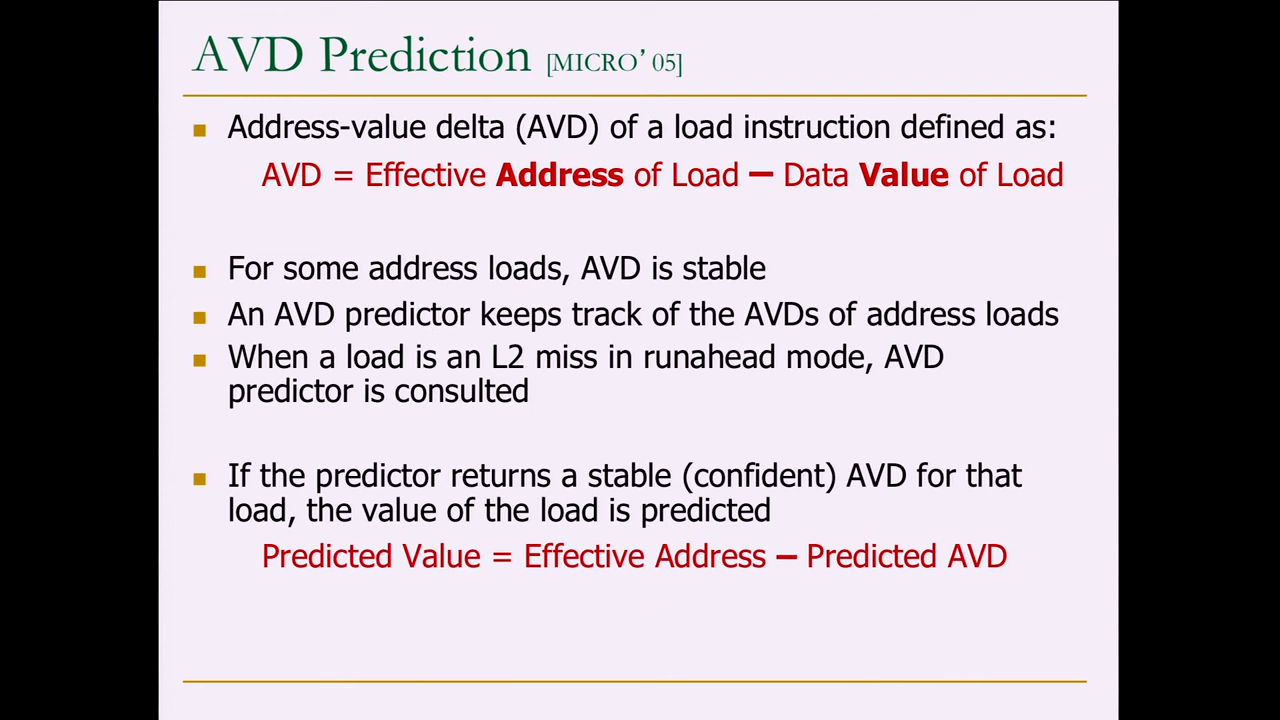 AVD Prediction [MICRO’ 05]
Address-value delta (AVD) of a load instruction defined as:
AVD = Effective Address of Load – Data Value of Load
For some address loads, AVD is stable
An AVD predictor keeps track of the AVDs of address loads
When a load is an L2 miss in runahead mode, AVD
predictor is consulted
If the predictor returns a stable (confident) AVD for that
load, the value of the load is predicted
Predicted Value = Effective Address – Predicted AVD